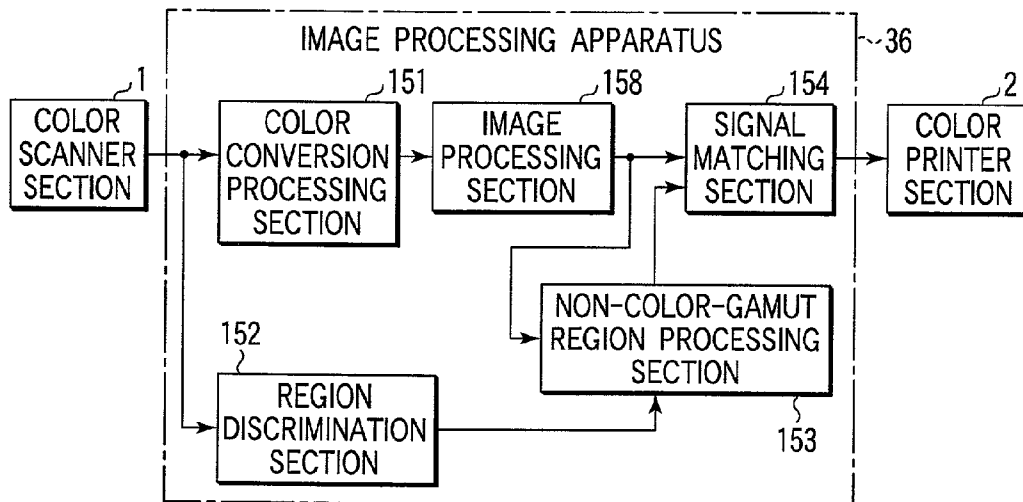 IMAGE PROCESSING APPARATUS
36
1
COLOR
SCANNER
SECTION
151
COLOR
CONVERSION
PROCESSING
SECTION
158
IMAGE
PROCESSING
SECTION
154
SIGNAL
MATCHING
SECTION
2
COLOR
PRINTER
SECTION
NON-COLOR-GAMUT
REGION PROCESSING
SECTION
153
152
REGION
DISCRIMINATION
SECTION